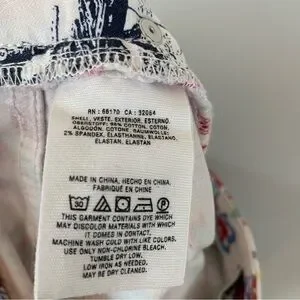 RN: 66170 CA: 32054
SHELL, VESTE, EXTERIOR, ESTERNO,
OBERSTOFF: 98% COTTON, COTON,
ALGODÓN, COTONE, BAUMWOLLE;
2% SPANDEX, ELASTHANNE, ELASTANO,
ELASTAN, ELASTAN
MADE IN CHINA, HECHO EN CHINA,
FABRIQUÉ EN CHINE
THIS GARMENT CONTAINS DYE WHICH
MAY DISCOLOR MATERIALS WITH WHICH
IT COMES IN CONTACT.
MACHINE WASH COLD WITH LIKE COLORS.
USE ONLY NON-CHLORINE BLEACH.
TUMBLE DRY LOW.
LOW IRON AS NEEDED.
MAY BE DRY CLEANED.